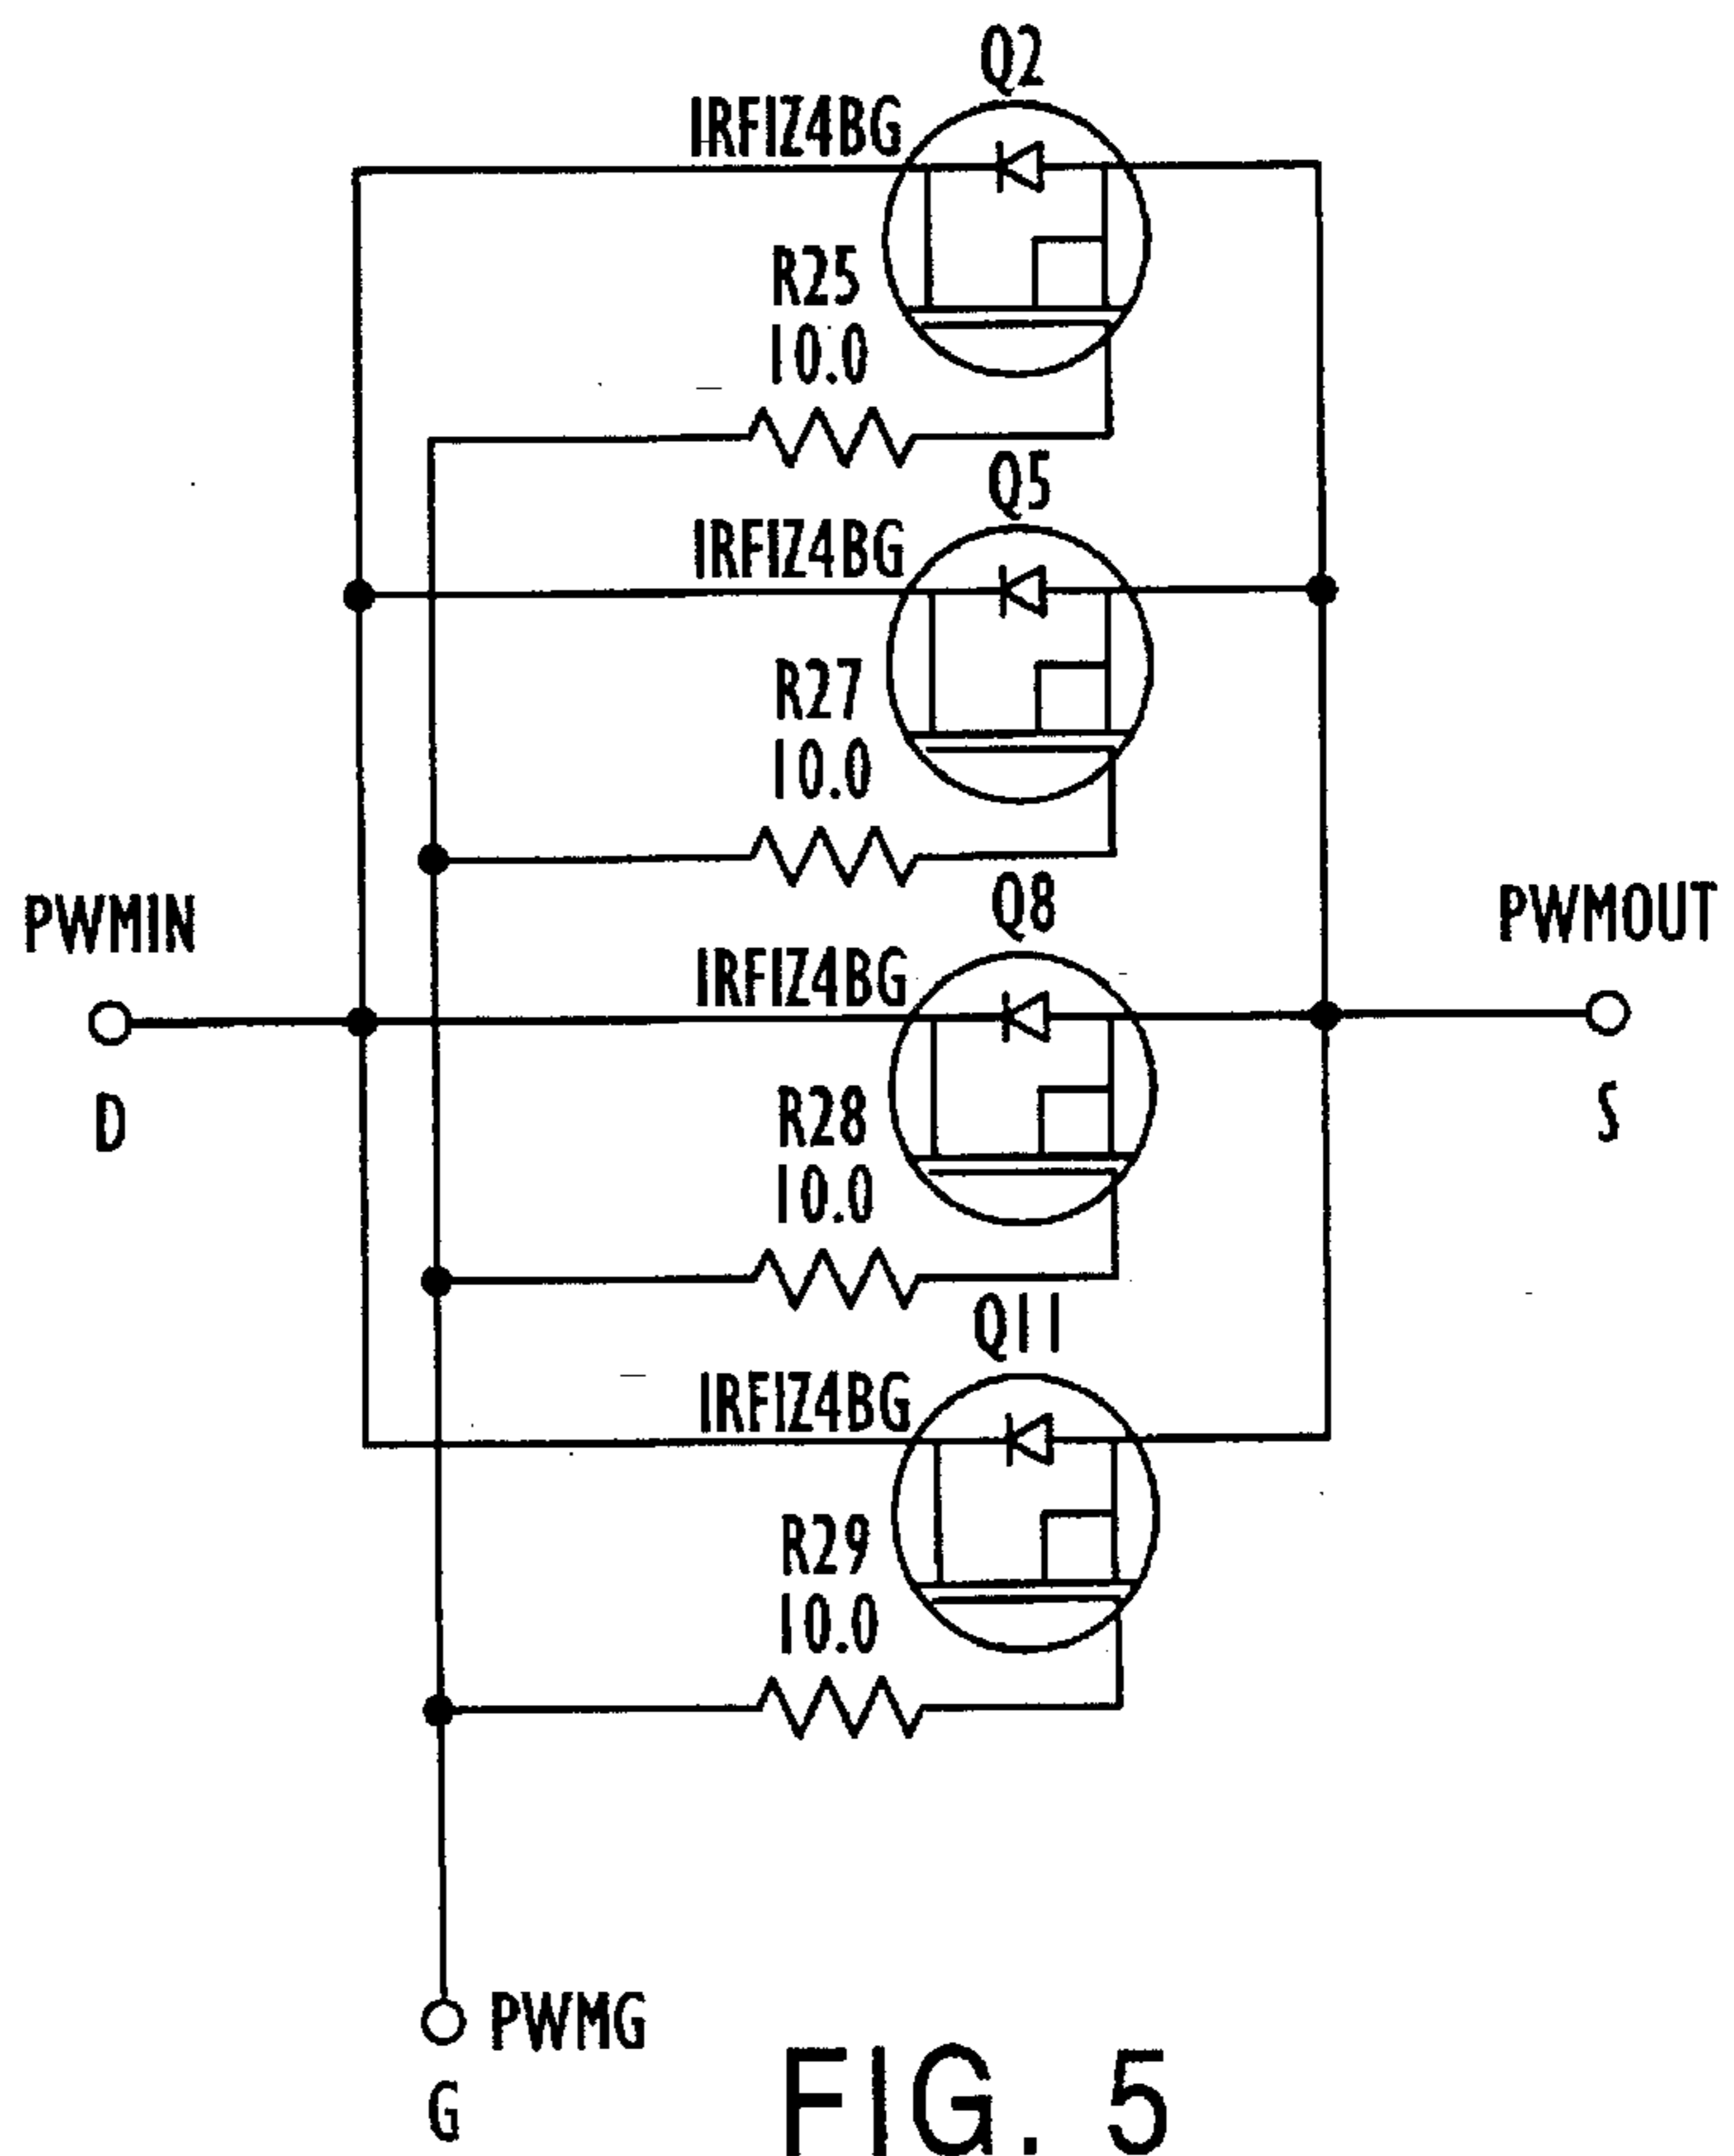 Q2
IRFIZ4BG
R25
10.0
Q5
IRFIZ4BG
R27
10.0
Q8
PWMIN
PWMOUT
IRFIZ4BG
D
R28
S
10.0
Q11
IRFIZ4BG
R29
10.0
PWMG
G
FIG. 5